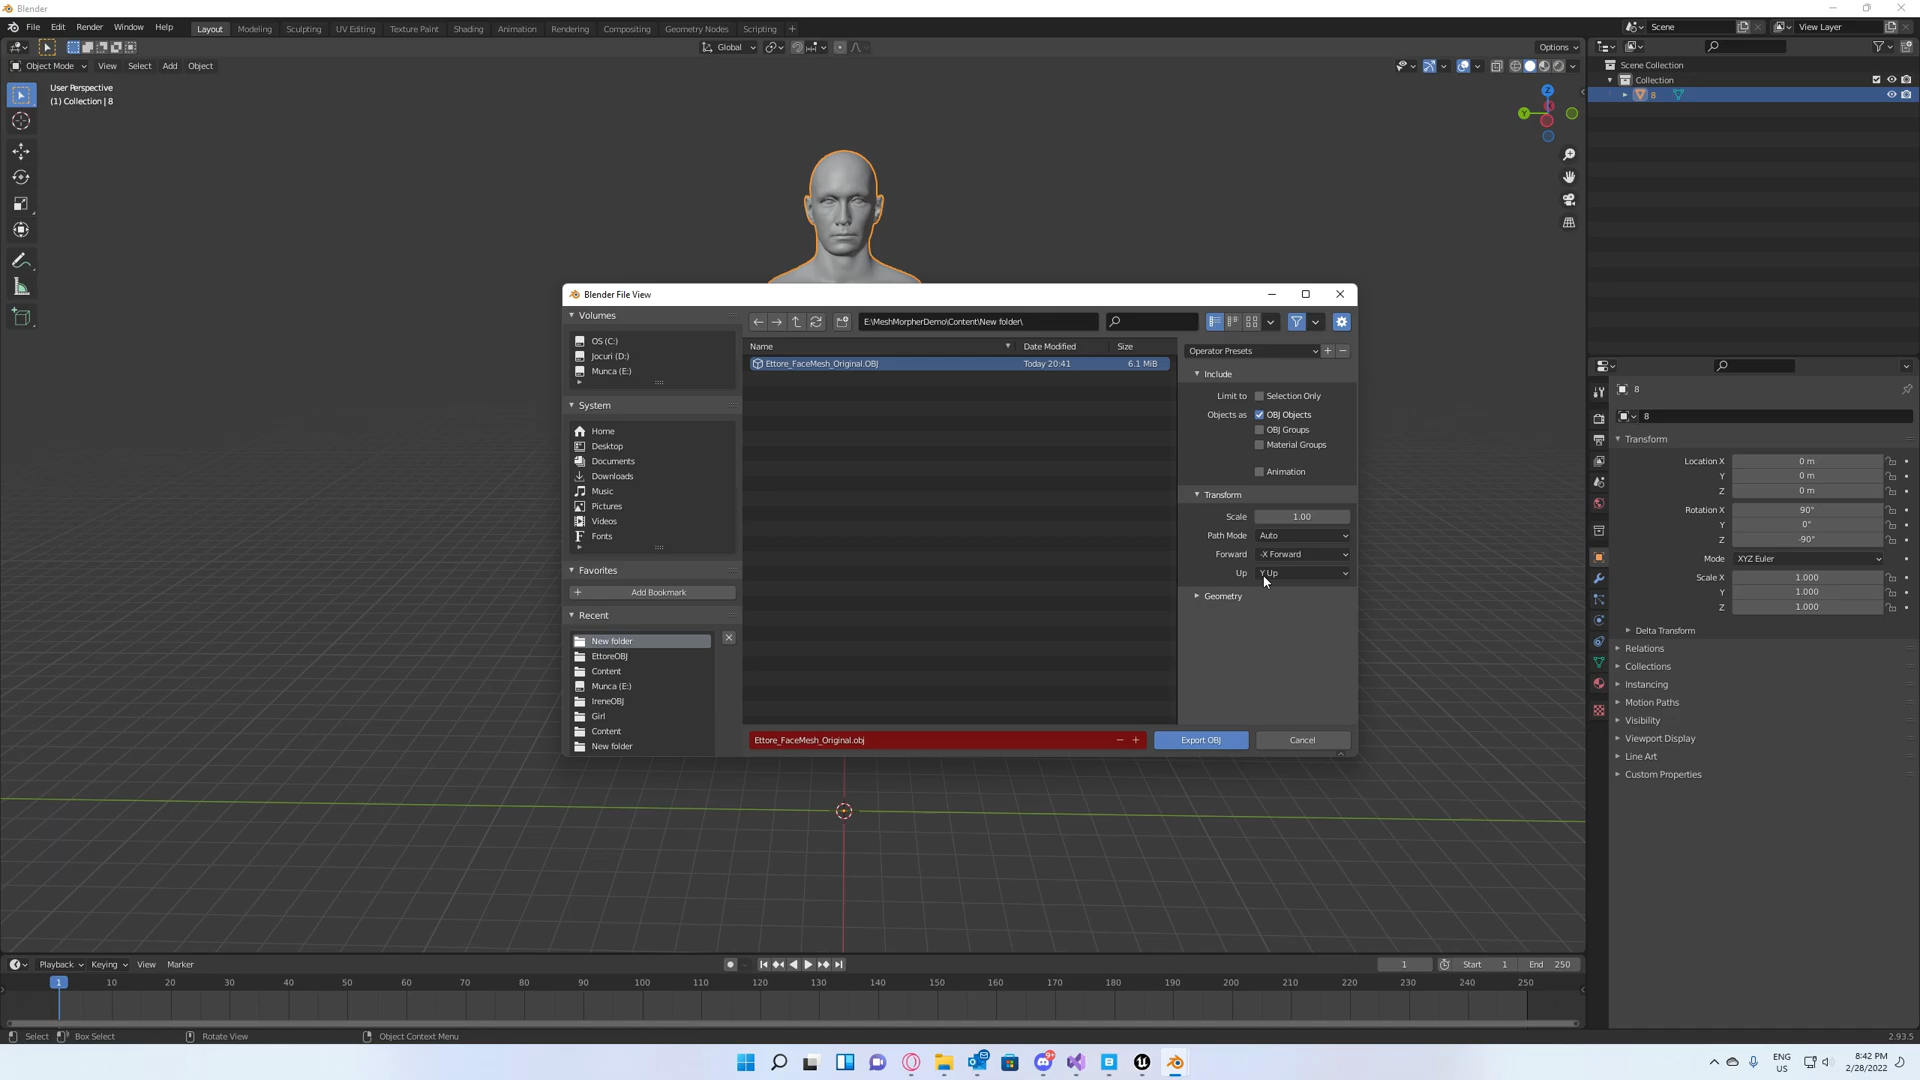 Blender
File Edit Render Window Help Layout Modeling Sculpting UV Editing Texture Paint Shading Animation Compositing Rendering Geometry Nodes Scripting + Scene View Layer
Global Options
Object Mode View Select Add Object
User Perspective
(1) Collection | 8
Z
Y
Scene Collection
Collection
8
Blender File View
Volumes
OS (C:)
Jocuri (D:)
Munca (E:)
System
Home
Desktop
Documents
Downloads
Music
Pictures
Videos
Fonts
Favorites
Add Bookmark
Recent
New folder
EttoreOBJ
Content
Munca (E:)
IreneOBJ
Girl
Content
New folder
E:\MeshMorpherDemo\Content\New folder\
Name Date Modified Size
Ettore_FaceMesh_Original.OBJ Today 20:41 6.1 MiB
Operator Presets
Include
Limit to Selection Only
Objects as OBJ Objects
OBJ Groups
Material Groups
Animation
Transform
Scale 1.00
Path Mode Auto
Forward -X Forward
Up Y Up
Geometry
Ettore_FaceMesh_Original.obj Export OBJ Cancel
8
8
Transform
Location X 0 m
Y 0 m
Z 0 m
Rotation X 90°
Y 0°
Z -90°
Mode XYZ Euler
Scale X 1.000
Y 1.000
Z 1.000
Delta Transform
Relations
Collections
Instancing
Motion Paths
Visibility
Viewport Display
Line Art
Custom Properties
Playback Keying View Marker 1 Start 1 End 250
1 10 20 30 40 50 60 70 80 90 100 110 120 130 140 150 160 170 180 190 200 210 220 230 240 250
Select Box Select Rotate View Object Context Menu 2.93.5
ENG
US
8:42 PM
2/28/2022